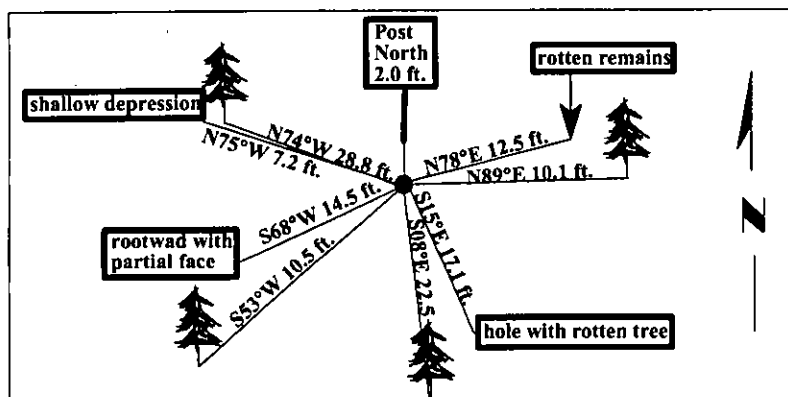 Post
North
2.0 ft.
rotten remains
shallow depression
N74°W 28.8 ft.
N75°W 7.2 ft.
N78°E 12.5 ft.
N89°E 10.1 ft.
S68°W 14.5 ft.
S53°W 10.5 ft.
S15°E 17.1 ft.
S08°E 22.5
rootwad with
partial face
hole with rotten tree
N